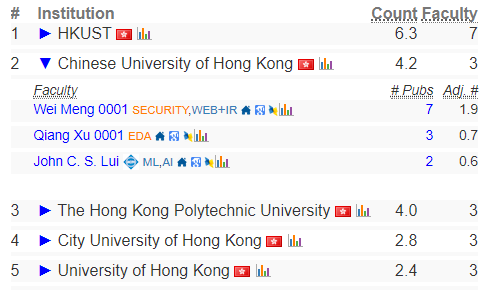 # Institution Count Faculty
1 ► HKUST 6.3 7
2 ▼ Chinese University of Hong Kong 4.2 3
Faculty # Pubs Adj. #
Wei Meng 0001 SECURITY,WEB+IR 7 1.9
Qiang Xu 0001 EDA 3 0.7
John C. S. Lui ML,AI 2 0.6
3 ► The Hong Kong Polytechnic University 4.0 3
4 ► City University of Hong Kong 2.8 3
5 ► University of Hong Kong 2.4 3